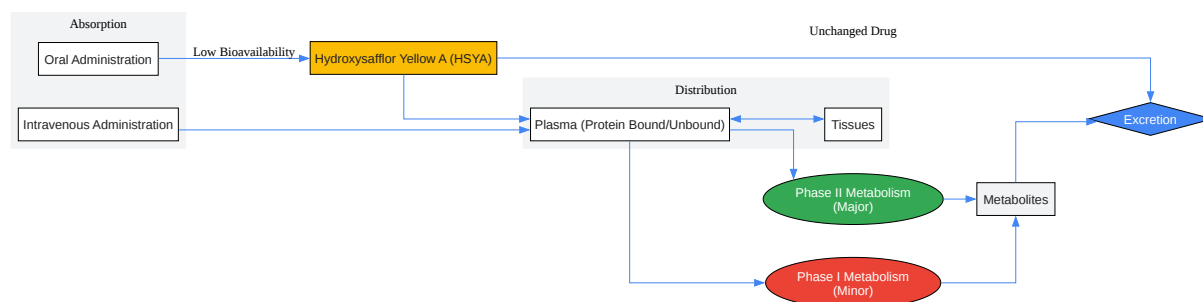 Absorption
Unchanged Drug
Oral Administration
Low Bioavailability
Hydroxysafflor Yellow A (HSYA)
Distribution
Intravenous Administration
Plasma (Protein Bound/Unbound)
Tissues
Excretion
Phase II Metabolism
(Major)
Metabolites
Phase I Metabolism
(Minor)